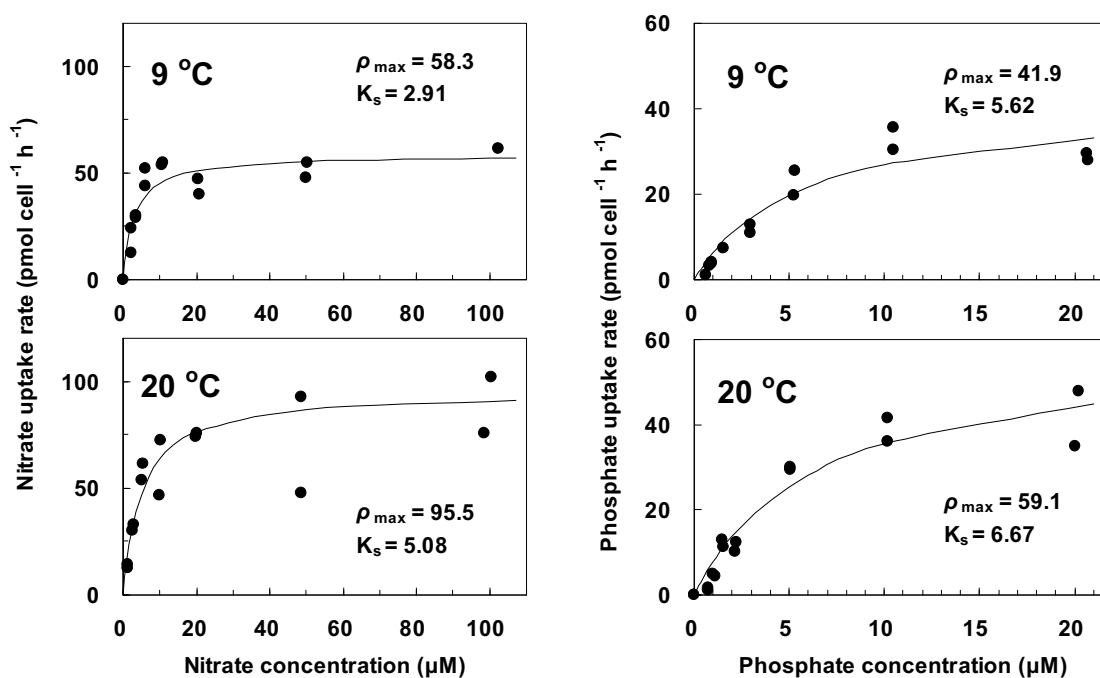 Nitrate uptake rate (pmol cell ⁻¹ h ⁻¹)
100
50
0
9 °C
ρ max = 58.3
Kₛ = 2.91
0 20 40 60 80 100
100
50
0
20 °C
ρ max = 95.5
Kₛ = 5.08
0 20 40 60 80 100
Nitrate concentration (µM)
Phosphate uptake rate (pmol cell ⁻¹ h ⁻¹)
60
40
20
0
9 °C
ρ max = 41.9
Kₛ = 5.62
0 5 10 15 20
60
40
20
0
20 °C
ρ max = 59.1
Kₛ = 6.67
0 5 10 15 20
Phosphate concentration (µM)